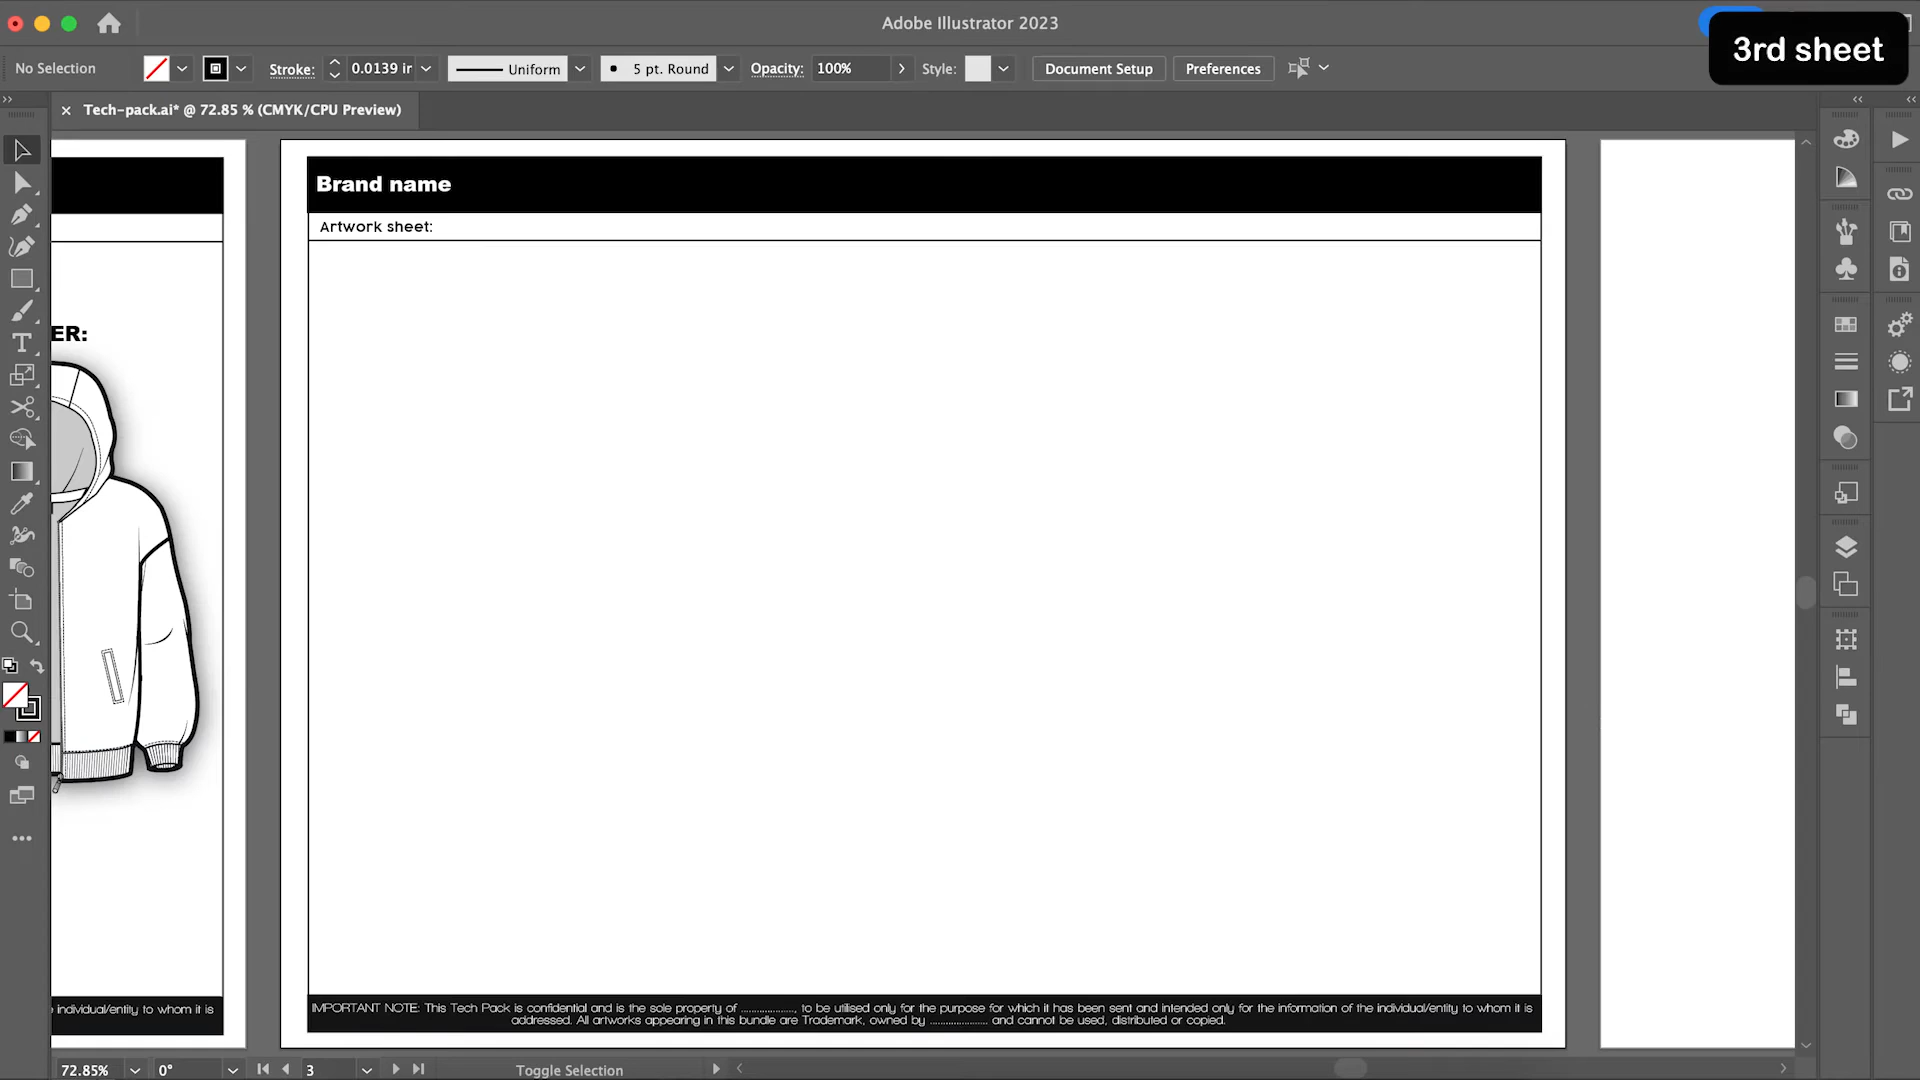 Adobe Illustrator 2023
3rd sheet
No Selection
Stroke:
0.0139 ir
Uniform
5 pt. Round
Opacity:
100%
Style:
Document Setup
Preferences
Tech-pack.ai* @ 72.85 % (CMYK/CPU Preview)
Brand name
Artwork sheet:
ER:
IMPORTANT NOTE: This Tech Pack is confidential and is the sole property of ..................., to be utilised only for the purpose for which it has been sent and intended only for the information of the individual/entity to whom it is
addressed. All artworks appearing in this bundle are Trademark, owned by ..................... and cannot be used, distributed or copied.
individual/entity to whom it is
72.85%
0°
3
Toggle Selection